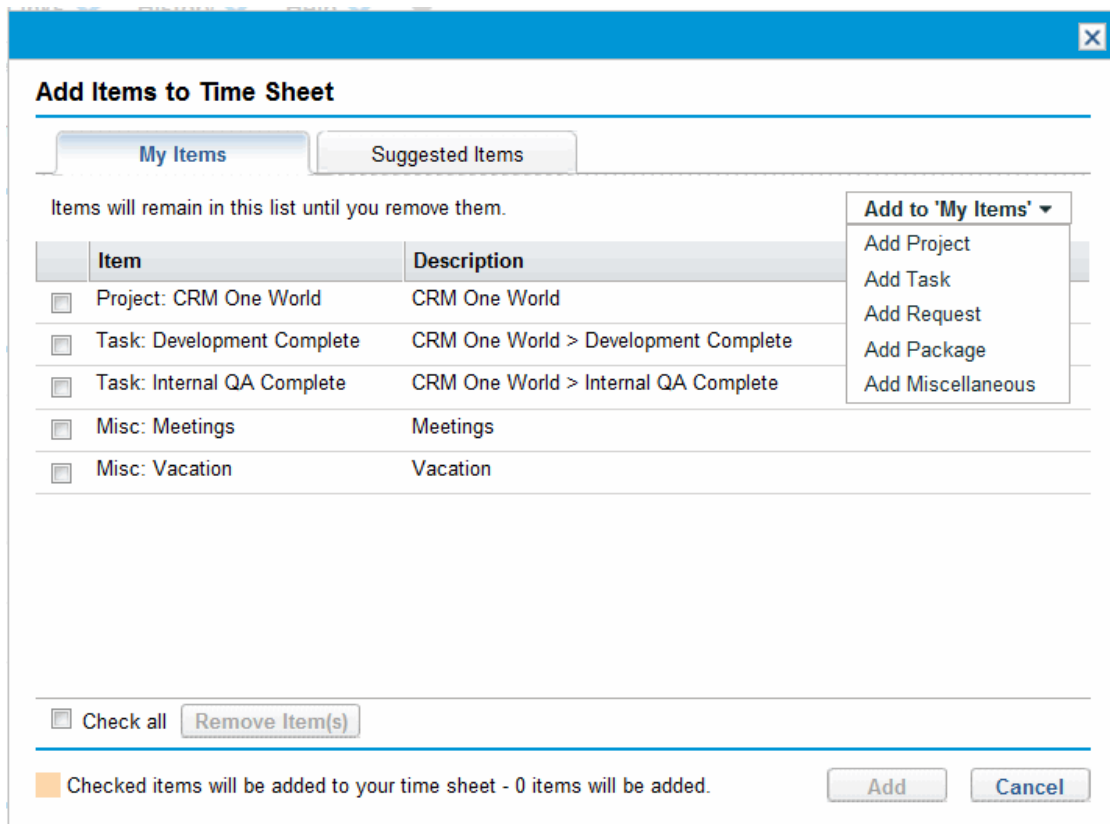 Add Items to Time Sheet
My Items Suggested Items
Items will remain in this list until you remove them. Add to 'My Items'
Add Project
Add Task
Add Request
Add Package
Add Miscellaneous
Item Description
Project: CRM One World CRM One World
Task: Development Complete CRM One World > Development Complete
Task: Internal QA Complete CRM One World > Internal QA Complete
Misc: Meetings Meetings
Misc: Vacation Vacation
Check all Remove Item(s)
Checked items will be added to your time sheet - 0 items will be added. Add Cancel